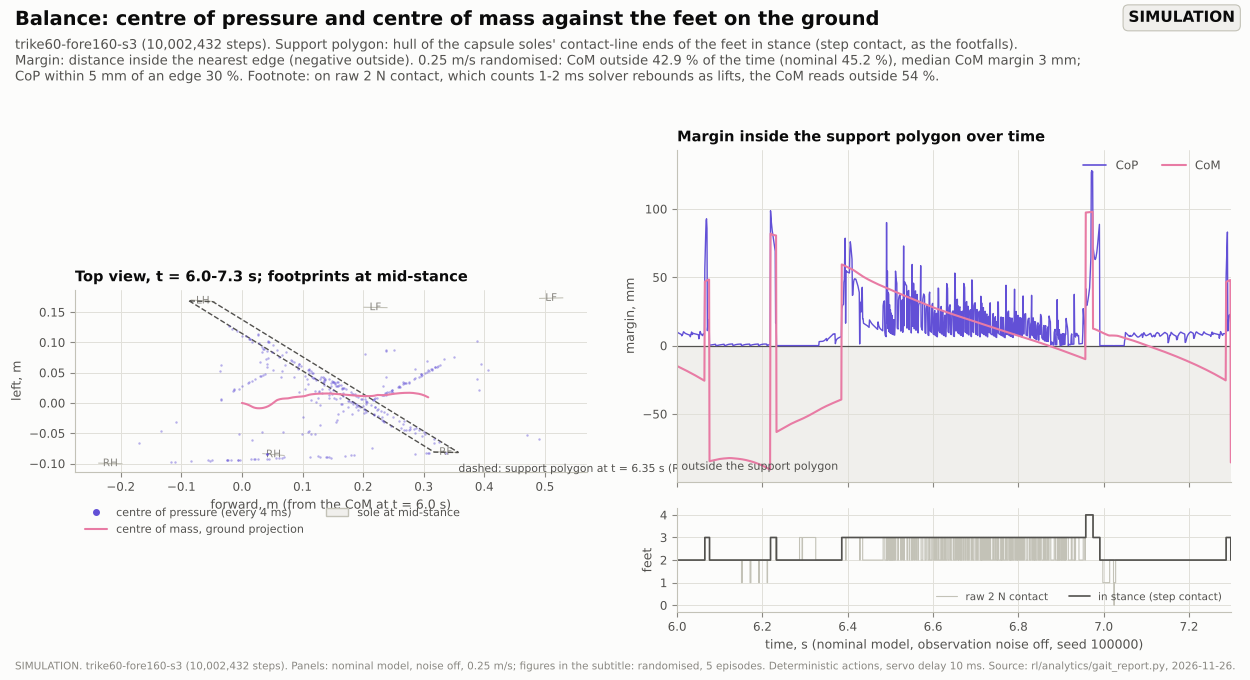 Balance: centre of pressure and centre of mass against the feet on the ground
SIMULATION
trike60-fore160-s3 (10,002,432 steps). Support polygon: hull of the capsule soles' contact-line ends of the feet in stance (step contact, as the footfalls).
Margin: distance inside the nearest edge (negative outside). 0.25 m/s randomised: CoM outside 42.9 % of the time (nominal 45.2 %), median CoM margin 3 mm;
CoP within 5 mm of an edge 30 %. Footnote: on raw 2 N contact, which counts 1-2 ms solver rebounds as lifts, the CoM reads outside 54 %.
Top view, t = 6.0-7.3 s; footprints at mid-stance
LH
LF
LF
RH
RH
RF
0.15
0.10
0.05
0.00
−0.05
−0.10
left, m
−0.2
−0.1
0.0
0.1
0.2
0.3
0.4
0.5
forward, m (from the CoM at t = 6.0 s)
dashed: support polygon at t = 6.35 s (R
centre of pressure (every 4 ms)
sole at mid-stance
centre of mass, ground projection
Margin inside the support polygon over time
CoP
CoM
100
50
0
−50
margin, mm
outside the support polygon
4
3
2
1
0
feet
raw 2 N contact
in stance (step contact)
6.0
6.2
6.4
6.6
6.8
7.0
7.2
time, s (nominal model, observation noise off, seed 100000)
SIMULATION. trike60-fore160-s3 (10,002,432 steps). Panels: nominal model, noise off, 0.25 m/s; figures in the subtitle: randomised, 5 episodes. Deterministic actions, servo delay 10 ms. Source: rl/analytics/gait_report.py, 2026-11-26.